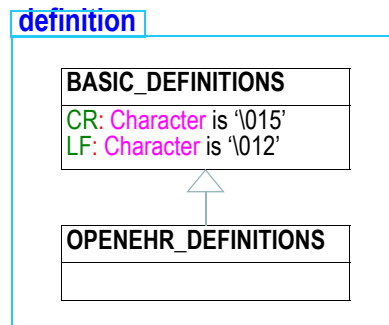 definition
BASIC_DEFINITIONS
CR: Character is ‘\015’
LF: Character is ‘\012’
OPENEHR_DEFINITIONS